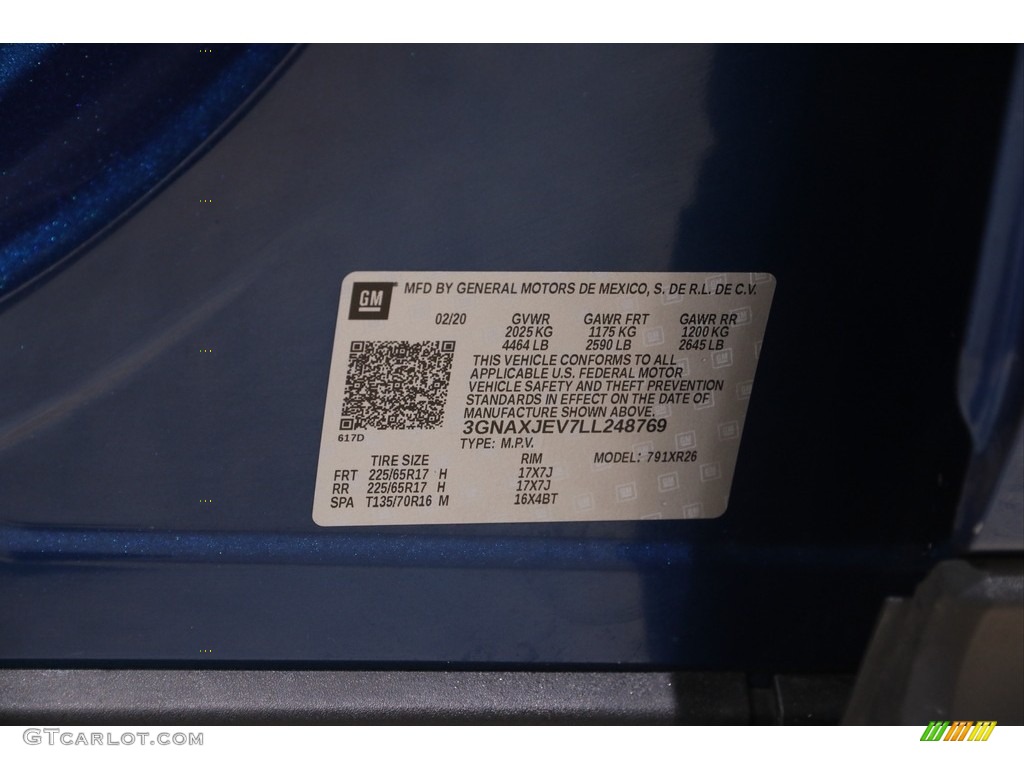 GM MFD BY GENERAL MOTORS DE MEXICO, S. DE R.L. DE C.V.
02/20 GVWR GAWR FRT GAWR RR
2025 KG 1175 KG 1200 KG
4464 LB 2590 LB 2645 LB
THIS VEHICLE CONFORMS TO ALL
APPLICABLE U.S. FEDERAL MOTOR
VEHICLE SAFETY AND THEFT PREVENTION
STANDARDS IN EFFECT ON THE DATE OF
MANUFACTURE SHOWN ABOVE.
3GNAXJEV7LL248769
617D
TYPE: M.P.V.
TIRE SIZE RIM MODEL: 791XR26
FRT 225/65R17 H 17X7J
RR 225/65R17 H 17X7J
SPA T135/70R16 M 16X4BT
GTCARLOT.COM